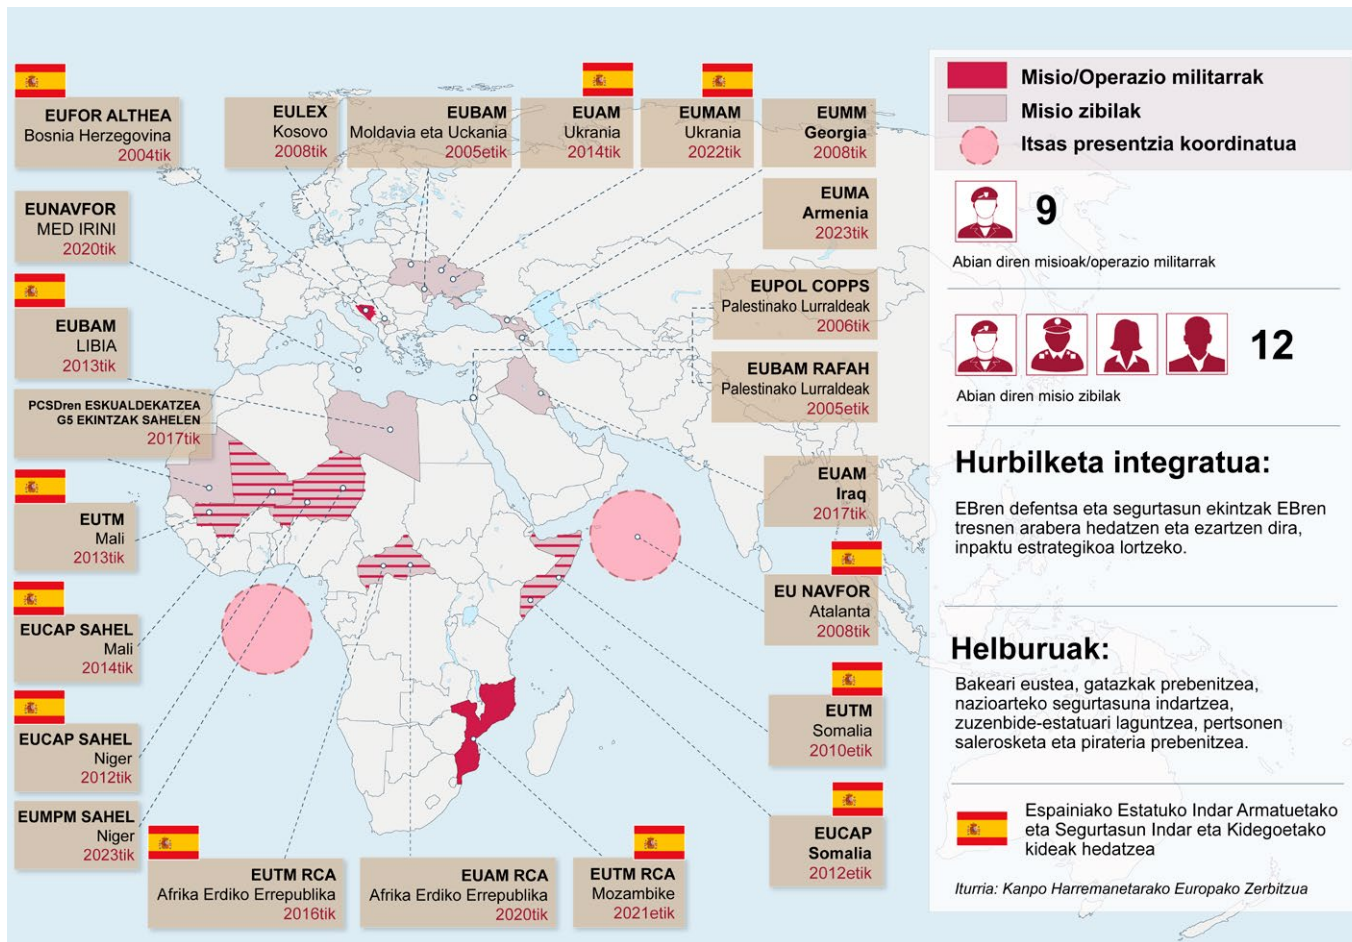 EUFOR ALTHEA
Bosnia Herzegovina
2004tik
EULEX
Kosovo
2008tik
EUBAM
Moldavia eta Uckania
2005etik
EUAM
Ukrania
2014tik
EUMAM
Ukrania
2022tik
EUMM
Georgia
2008tik
EUNAVFOR
MED IRINI
2020tik
EUMA
Armenia
2023tik
EUBAM
LIBIA
2013tik
EUPOL COPPS
Palestinako Lurraldeak
2006tik
EUBAM RAFAH
Palestinako Lurraldeak
2005etik
PCSDren ESKUALDEKATZEA
G5 EKINTZAK SAHELEN
2017tik
EUAM
Iraq
2017tik
EUTM
Mali
2013tik
EU NAVFOR
Atalanta
2008tik
EUCAP SAHEL
Mali
2014tik
EUTM
Somalia
2010etik
EUCAP SAHEL
Niger
2012tik
EUCAP
Somalia
2012etik
EUMPM SAHEL
Niger
2023tik
EUTM RCA
Afrika Erdiko Errepublika
2016tik
EUAM RCA
Afrika Erdiko Errepublika
2020tik
EUTM RCA
Mozambike
2021etik
Misio/Operazio militarrak
Misio zibilak
Itsas presentzia koordinatua
9
Abian diren misioak/operazio militarrak
12
Abian diren misio zibilak
Hurbilketa integratua:
EBren defentsa eta segurtasun ekintzak EBren
tresnen arabera hedatzen eta ezartzen dira,
inpaktu estrategikoa lortzeko.
Helburuak:
Bakeari eustea, gatazkak prebenitzea,
nazioarteko segurtasuna indartzea,
zuzenbide-estatuari laguntzea, pertsonen
salerosketa eta pirateria prebenitzea.
Espainiako Estatuko Indar Armatuetako
eta Segurtasun Indar eta Kidegoetako
kideak hedatzea
Iturria: Kanpo Harremanetarako Europako Zerbitzua